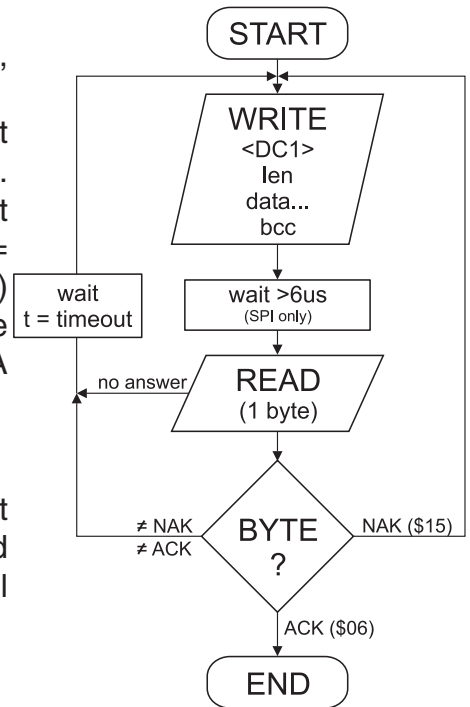 START
,
t
WRITE
<DC1>
.
len
t
data...
=
bcc
)
wait
t = timeout
wait >6us
(SPI only)
e
A
no answer
READ
(1 byte)
t
≠ NAK
≠ ACK
BYTE
?
NAK ($15)
d
l
ACK ($06)
END